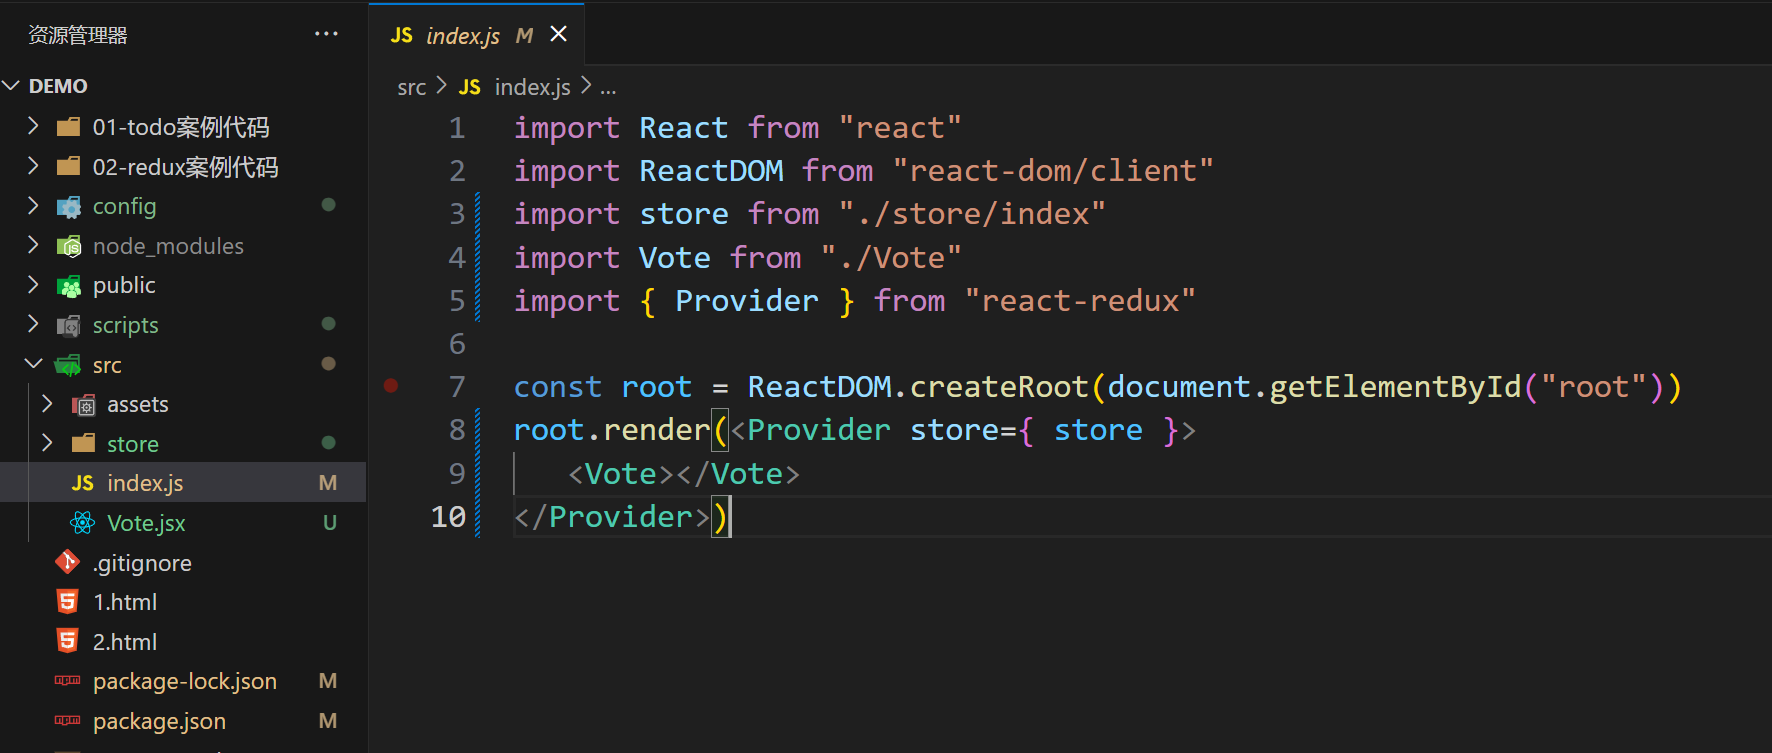 资源管理器
···
DEMO
01-todo案例代码
02-redux案例代码
config
node_modules
public
scripts
src
assets
store
JS index.js M
Vote.jsx U
.gitignore
1.html
2.html
package-lock.json M
package.json M
JS index.js M ×
src > JS index.js > ...
1 import React from "react"
2 import ReactDOM from "react-dom/client"
3 import store from "./store/index"
4 import Vote from "./Vote"
5 import { Provider } from "react-redux"
6
7 const root = ReactDOM.createRoot(document.getElementById("root"))
8 root.render(<Provider store={ store }>
9    <Vote></Vote>
10 </Provider>)